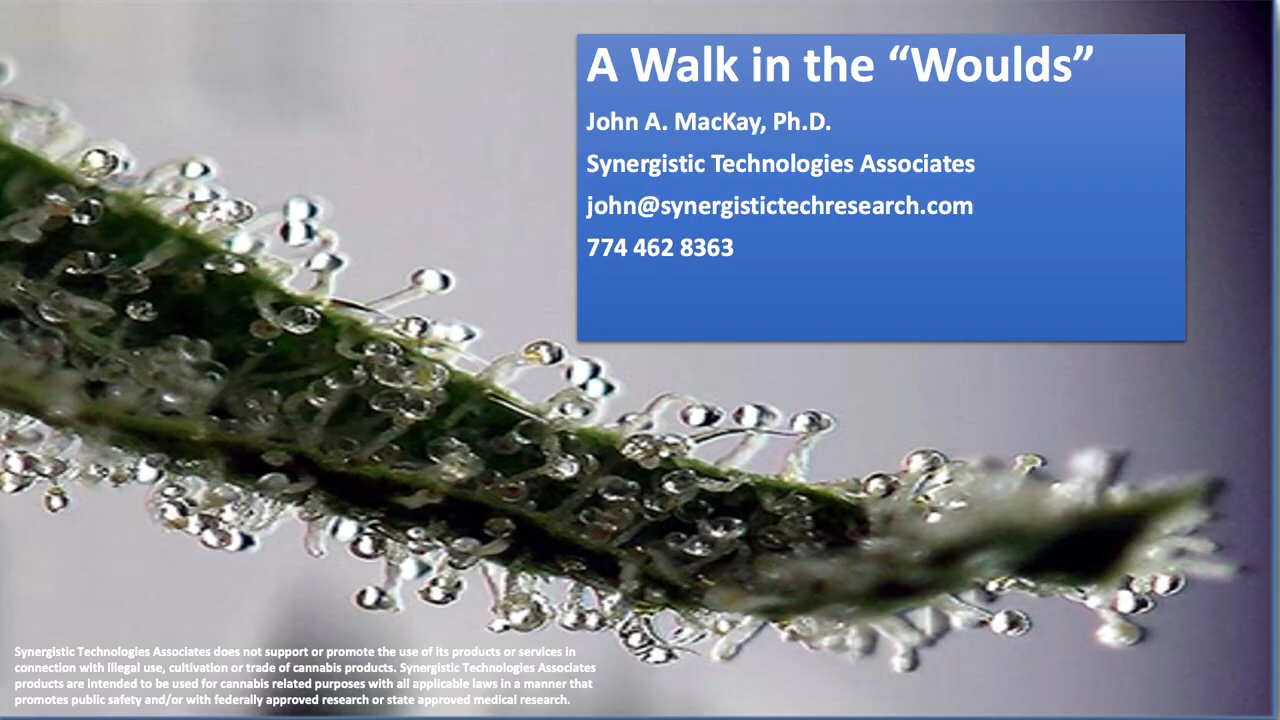 A Walk in the “Woulds”
John A. MacKay, Ph.D.
Synergistic Technologies Associates
john@synergistictechresearch.com
774 462 8363
Synergistic Technologies Associates does not support or promote the use of its products or services in
connection with illegal use, cultivation or trade of cannabis products. Synergistic Technologies Associates
products are intended to be used for cannabis related purposes with all applicable laws in a manner that
promotes public safety and/or with federally approved research or state approved medical research.